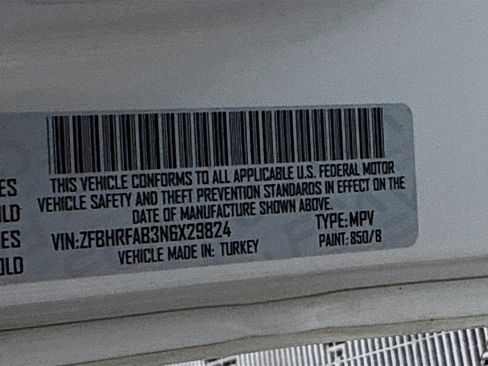 THIS VEHICLE CONFORMS TO ALL APPLICABLE U.S. FEDERAL MOTOR
VEHICLE SAFETY AND THEFT PREVENTION STANDARDS IN EFFECT ON THE
DATE OF MANUFACTURE SHOWN ABOVE.
VIN:ZFBHRFAB3N6X29824 TYPE:MPV
VEHICLE MADE IN: TURKEY PAINT: 850/B
ES
LD
ES
OLD